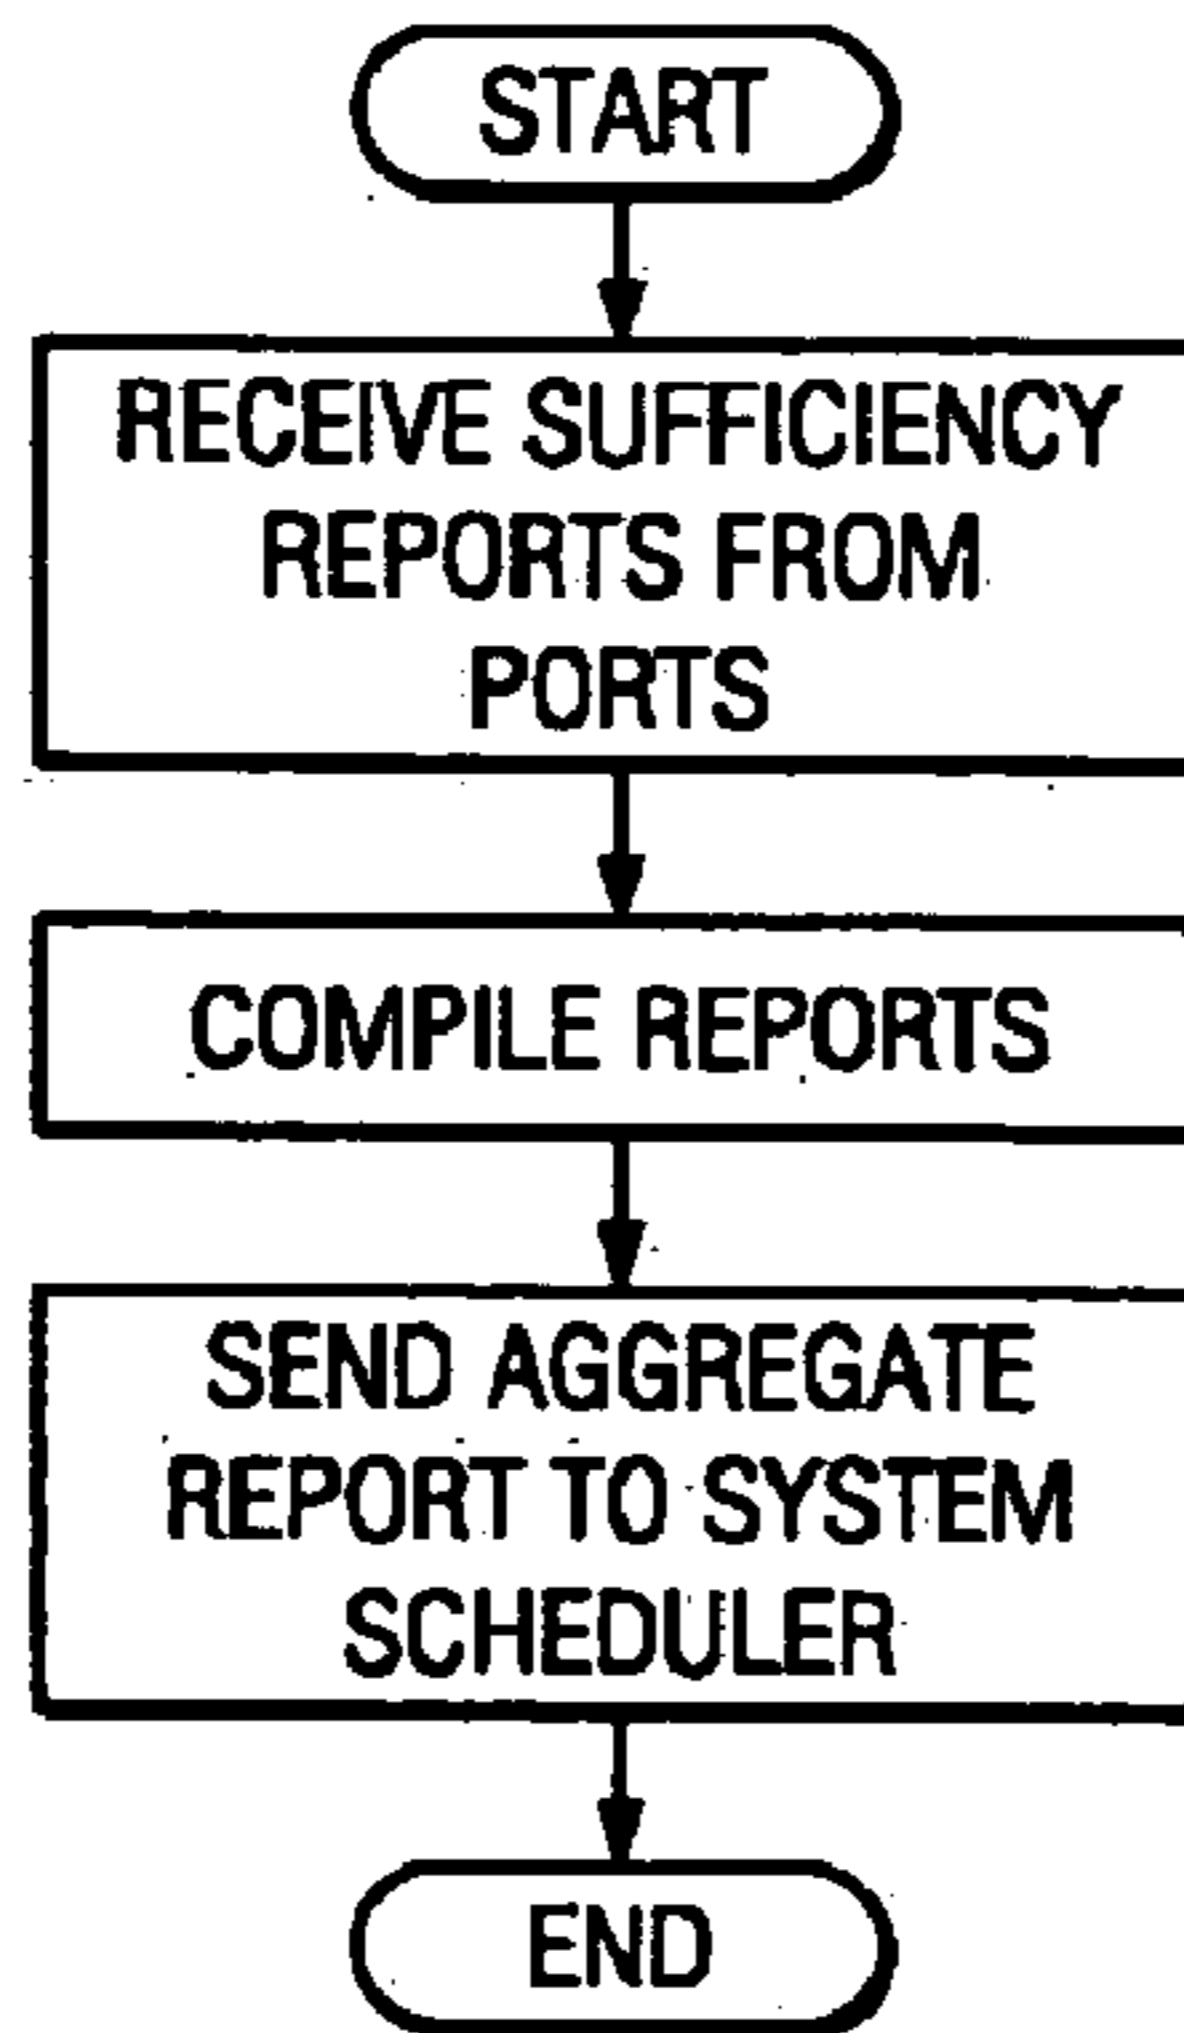 START
RECEIVE SUFFICIENCY
REPORTS FROM
PORTS
COMPILE REPORTS
SEND AGGREGATE
REPORT TO SYSTEM
SCHEDULER
END